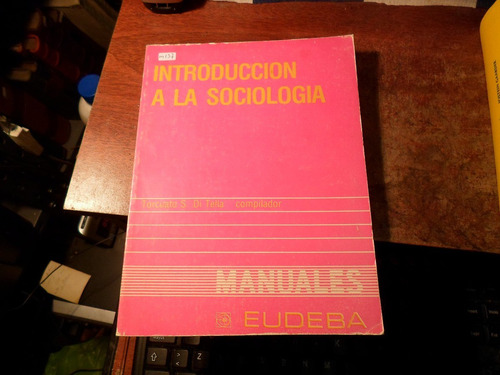 INTRODUCCION
A LA SOCIOLOGIA
Torcuato S. Di Tella compilador
MANUALES
EUDEBA